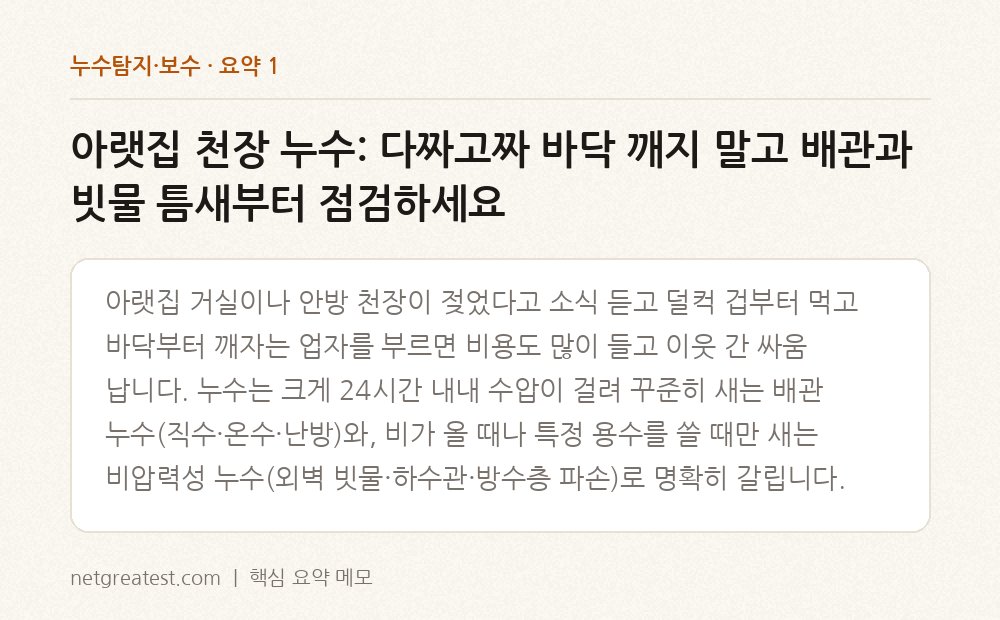 누수탐지·보수 · 요약 1
아랫집 천장 누수: 다짜고짜 바닥 깨지 말고 배관과
빗물 틈새부터 점검하세요
아랫집 거실이나 안방 천장이 젖었다고 소식 듣고 덜컥 겁부터 먹고
바닥부터 깨자는 업자를 부르면 비용도 많이 들고 이웃 간 싸움
납니다. 누수는 크게 24시간 내내 수압이 걸려 꾸준히 새는 배관
누수(직수·온수·난방)와, 비가 올 때나 특정 용수를 쓸 때만 새는
비압력성 누수(외벽 빗물·하수관·방수층 파손)로 명확히 갈립니다.
netgreatest.com | 핵심 요약 메모